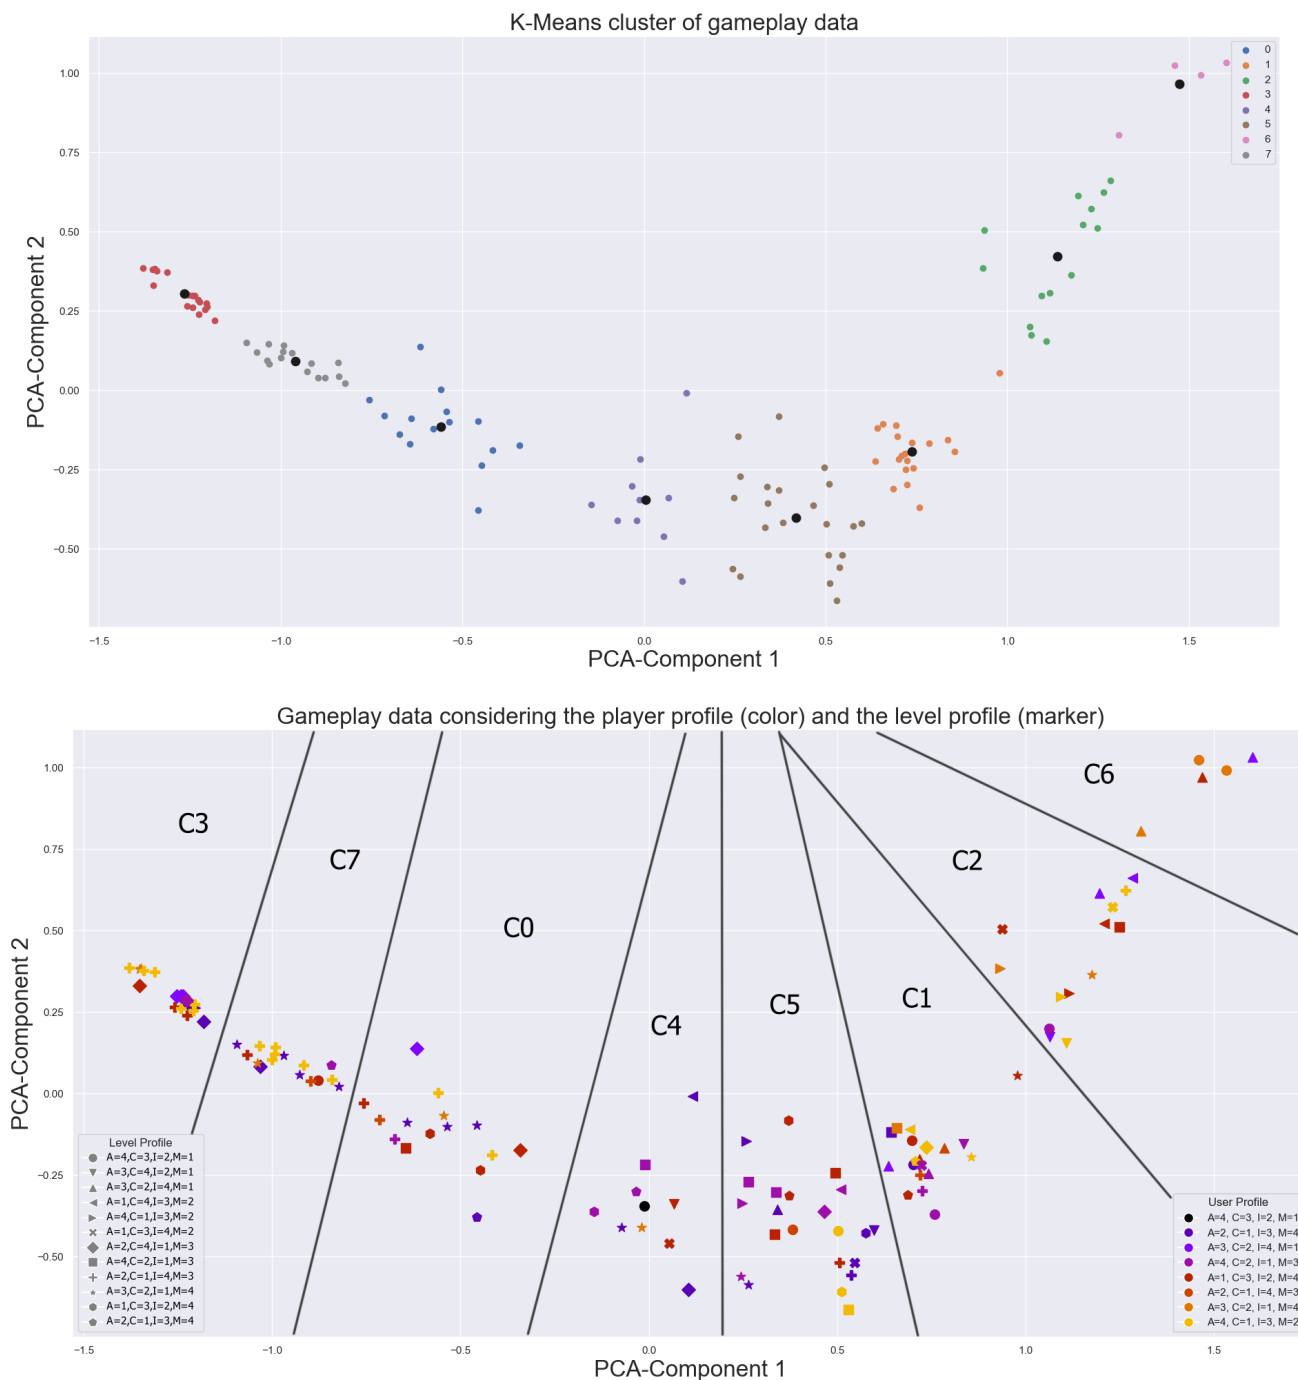 K-Means cluster of gameplay data
0
1
2
3
4
5
6
7
1.00
0.75
0.50
0.25
0.00
−0.25
−0.50
PCA-Component 2
−1.5 −1.0 −0.5 0.0 0.5 1.0 1.5
PCA-Component 1
Gameplay data considering the player profile (color) and the level profile (marker)
1.00
0.75
0.50
0.25
0.00
−0.25
−0.50
PCA-Component 2
C6
C3
C7
C2
C0
C5
C1
C4
Level Profile
A=4,C=3,I=2,M=1
A=3,C=4,I=2,M=1
A=3,C=2,I=4,M=1
A=1,C=4,I=3,M=2
A=4,C=1,I=3,M=2
A=1,C=3,I=4,M=2
A=2,C=4,I=1,M=3
A=4,C=2,I=1,M=3
A=2,C=1,I=4,M=3
A=3,C=2,I=1,M=4
A=1,C=3,I=2,M=4
A=2,C=1,I=3,M=4
User Profile
A=4, C=3, I=2, M=1
A=2, C=1, I=3, M=4
A=3, C=2, I=4, M=1
A=4, C=2, I=1, M=3
A=1, C=3, I=2, M=4
A=2, C=1, I=4, M=3
A=3, C=2, I=1, M=4
A=4, C=1, I=3, M=2
−1.5 −1.0 −0.5 0.0 0.5 1.0 1.5
PCA-Component 1